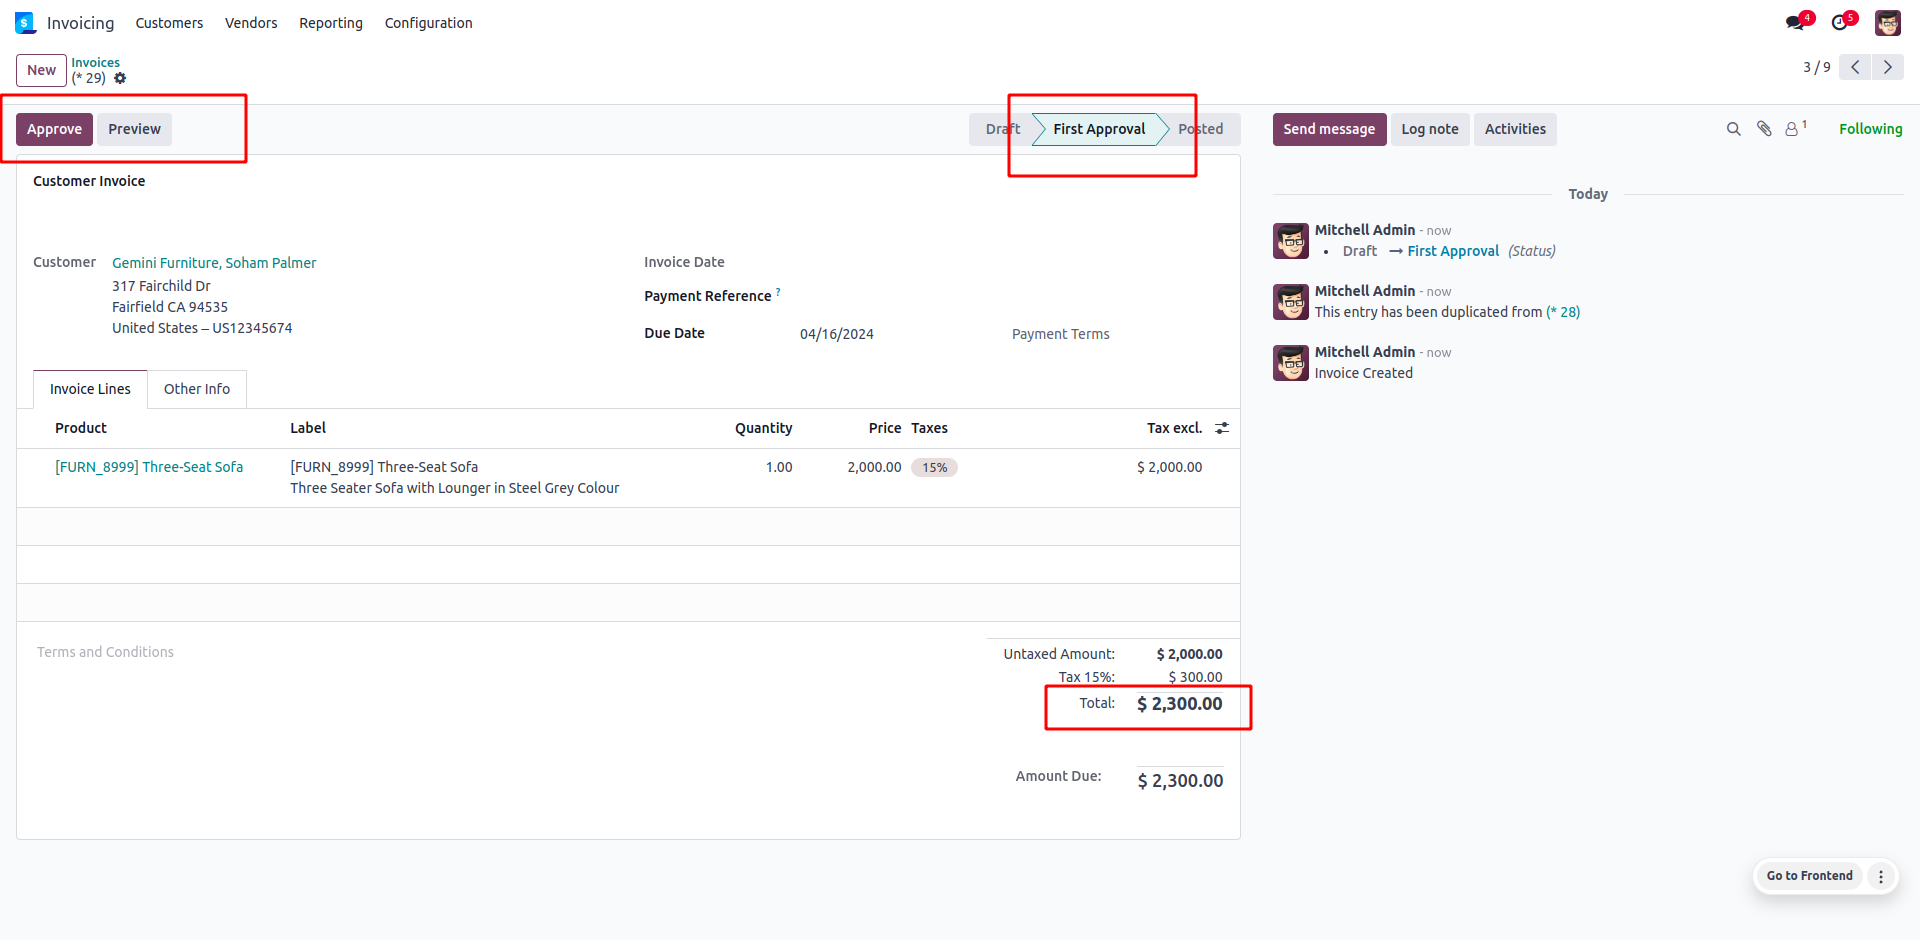 Invoicing Customers Vendors Reporting Configuration 4 5
New Invoices
(* 29)
3 / 9
Approve Preview Draft First Approval Posted
Send message Log note Activities 1 Following
Customer Invoice
Customer Gemini Furniture, Soham Palmer
317 Fairchild Dr
Fairfield CA 94535
United States – US12345674
Invoice Date
Payment Reference ?
Due Date 04/16/2024 Payment Terms
Invoice Lines Other Info
Product Label Quantity Price Taxes Tax excl.
[FURN_8999] Three-Seat Sofa [FURN_8999] Three-Seat Sofa 1.00 2,000.00 15% $ 2,000.00
Three Seater Sofa with Lounger in Steel Grey Colour
Terms and Conditions
Untaxed Amount: $ 2,000.00
Tax 15%: $ 300.00
Total: $ 2,300.00
Amount Due: $ 2,300.00
Today
Mitchell Admin - now
• Draft → First Approval (Status)
Mitchell Admin - now
This entry has been duplicated from (* 28)
Mitchell Admin - now
Invoice Created
Go to Frontend